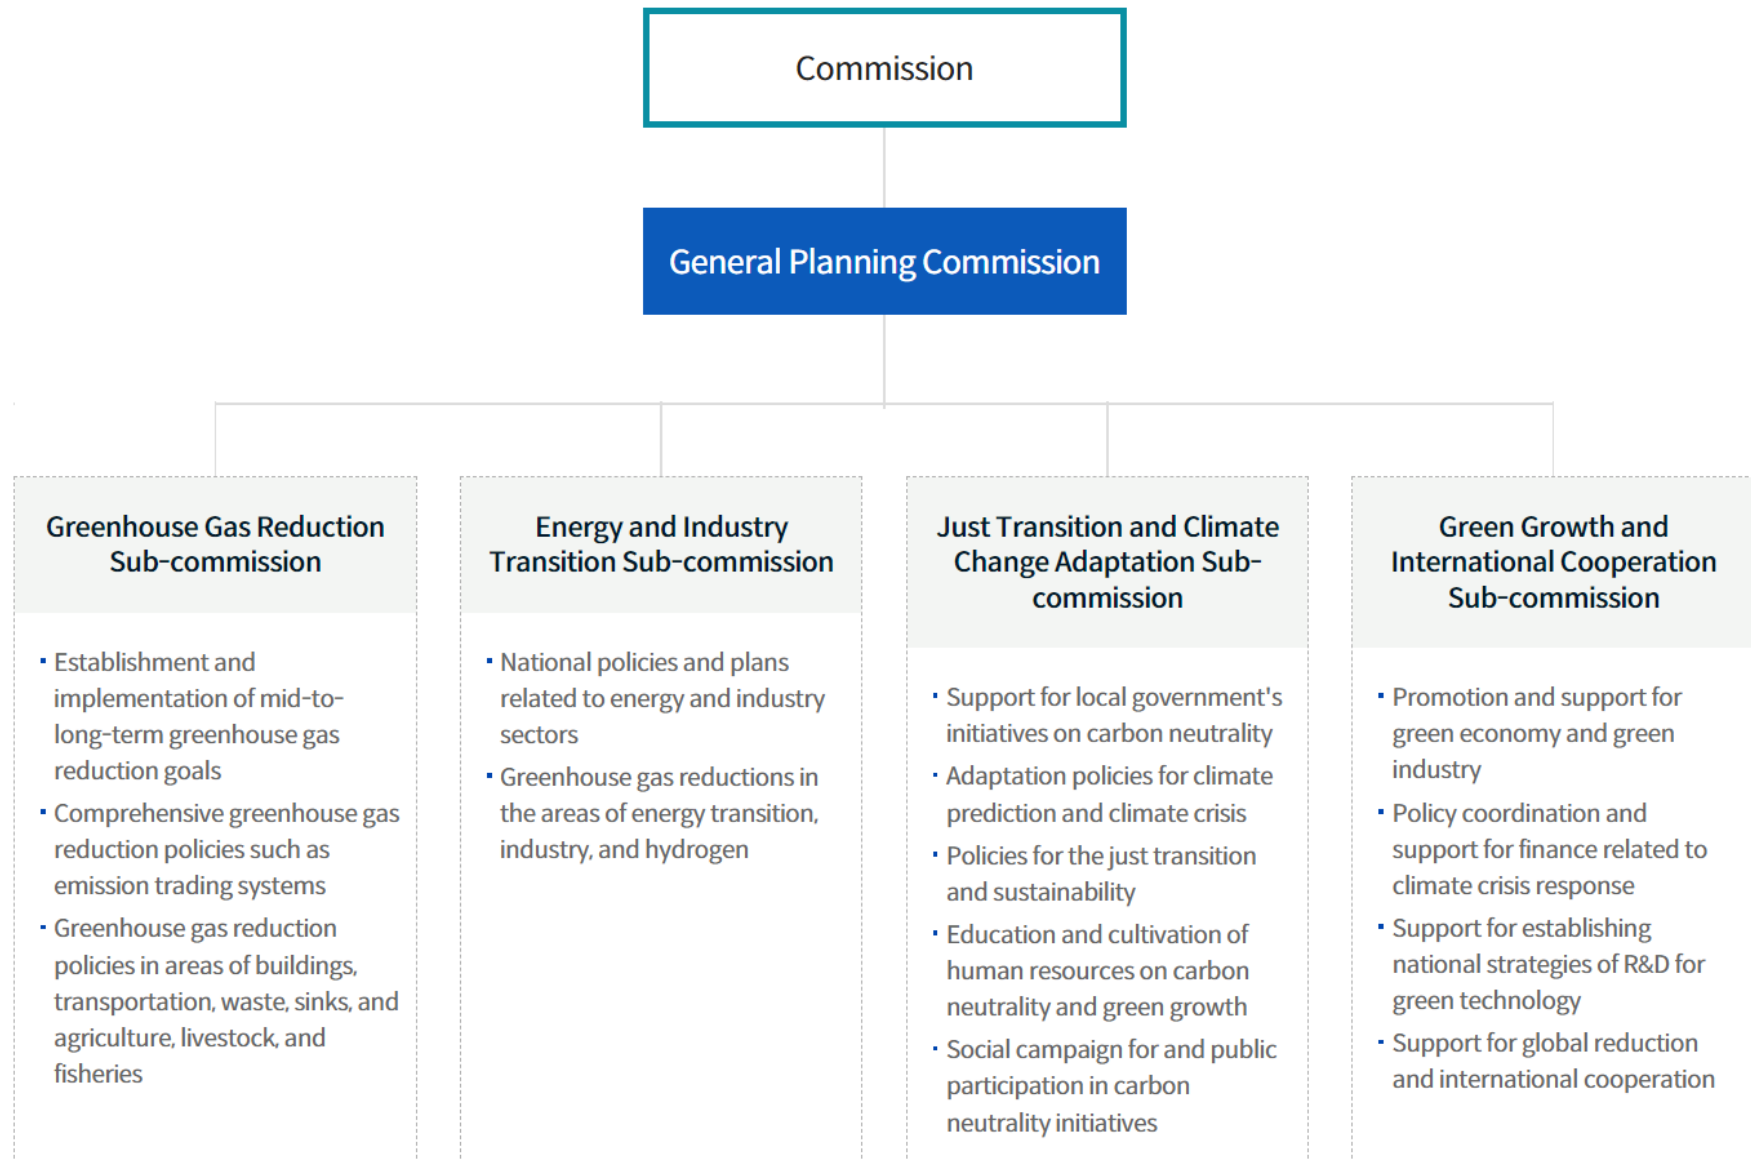 Commission
General Planning Commission
Greenhouse Gas Reduction
Sub-commission
▪ Establishment and
implementation of mid-to-
long-term greenhouse gas
reduction goals
▪ Comprehensive greenhouse gas
reduction policies such as
emission trading systems
▪ Greenhouse gas reduction
policies in areas of buildings,
transportation, waste, sinks, and
agriculture, livestock, and
fisheries
Energy and Industry
Transition Sub-commission
▪ National policies and plans
related to energy and industry
sectors
▪ Greenhouse gas reductions in
the areas of energy transition,
industry, and hydrogen
Just Transition and Climate
Change Adaptation Sub-
commission
▪ Support for local government's
initiatives on carbon neutrality
▪ Adaptation policies for climate
prediction and climate crisis
▪ Policies for the just transition
and sustainability
▪ Education and cultivation of
human resources on carbon
neutrality and green growth
▪ Social campaign for and public
participation in carbon
neutrality initiatives
Green Growth and
International Cooperation
Sub-commission
▪ Promotion and support for
green economy and green
industry
▪ Policy coordination and
support for finance related to
climate crisis response
▪ Support for establishing
national strategies of R&D for
green technology
▪ Support for global reduction
and international cooperation